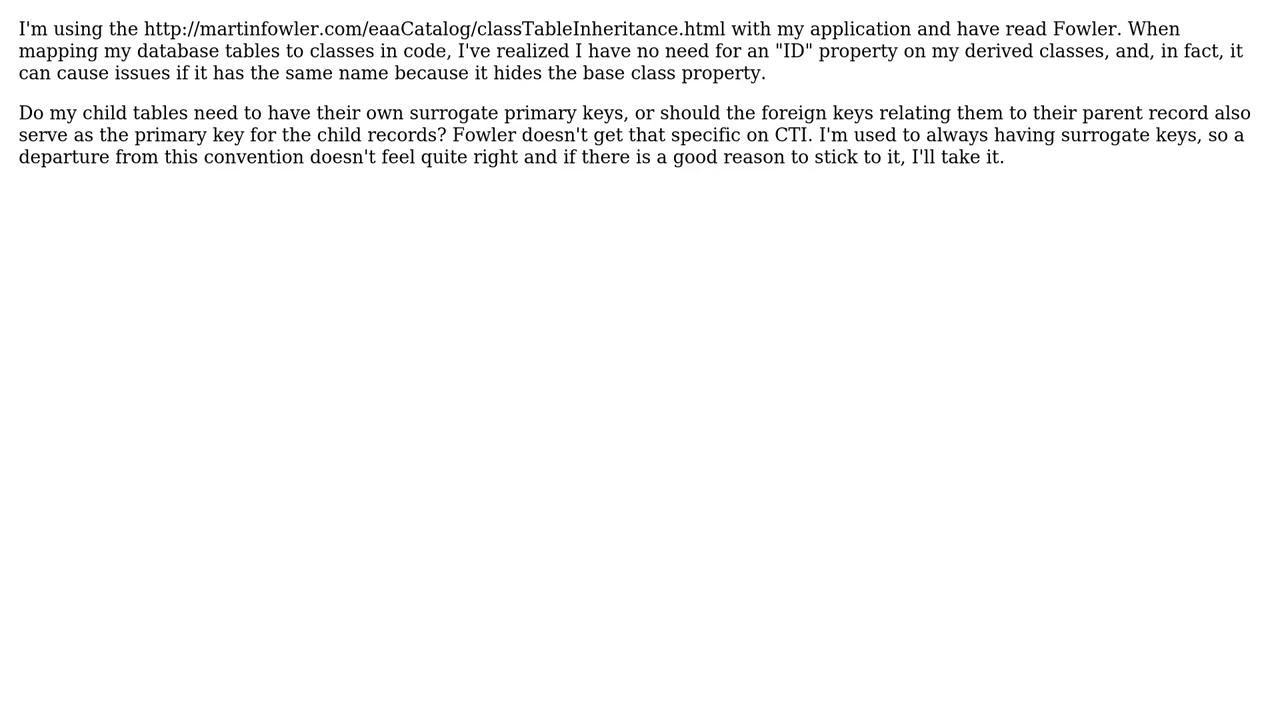 I'm using the http://martinfowler.com/eaaCatalog/classTableInheritance.html with my application and have read Fowler. When
mapping my database tables to classes in code, I've realized I have no need for an "ID" property on my derived classes, and, in fact, it
can cause issues if it has the same name because it hides the base class property.
Do my child tables need to have their own surrogate primary keys, or should the foreign keys relating them to their parent record also
serve as the primary key for the child records? Fowler doesn't get that specific on CTI. I'm used to always having surrogate keys, so a
departure from this convention doesn't feel quite right and if there is a good reason to stick to it, I'll take it.